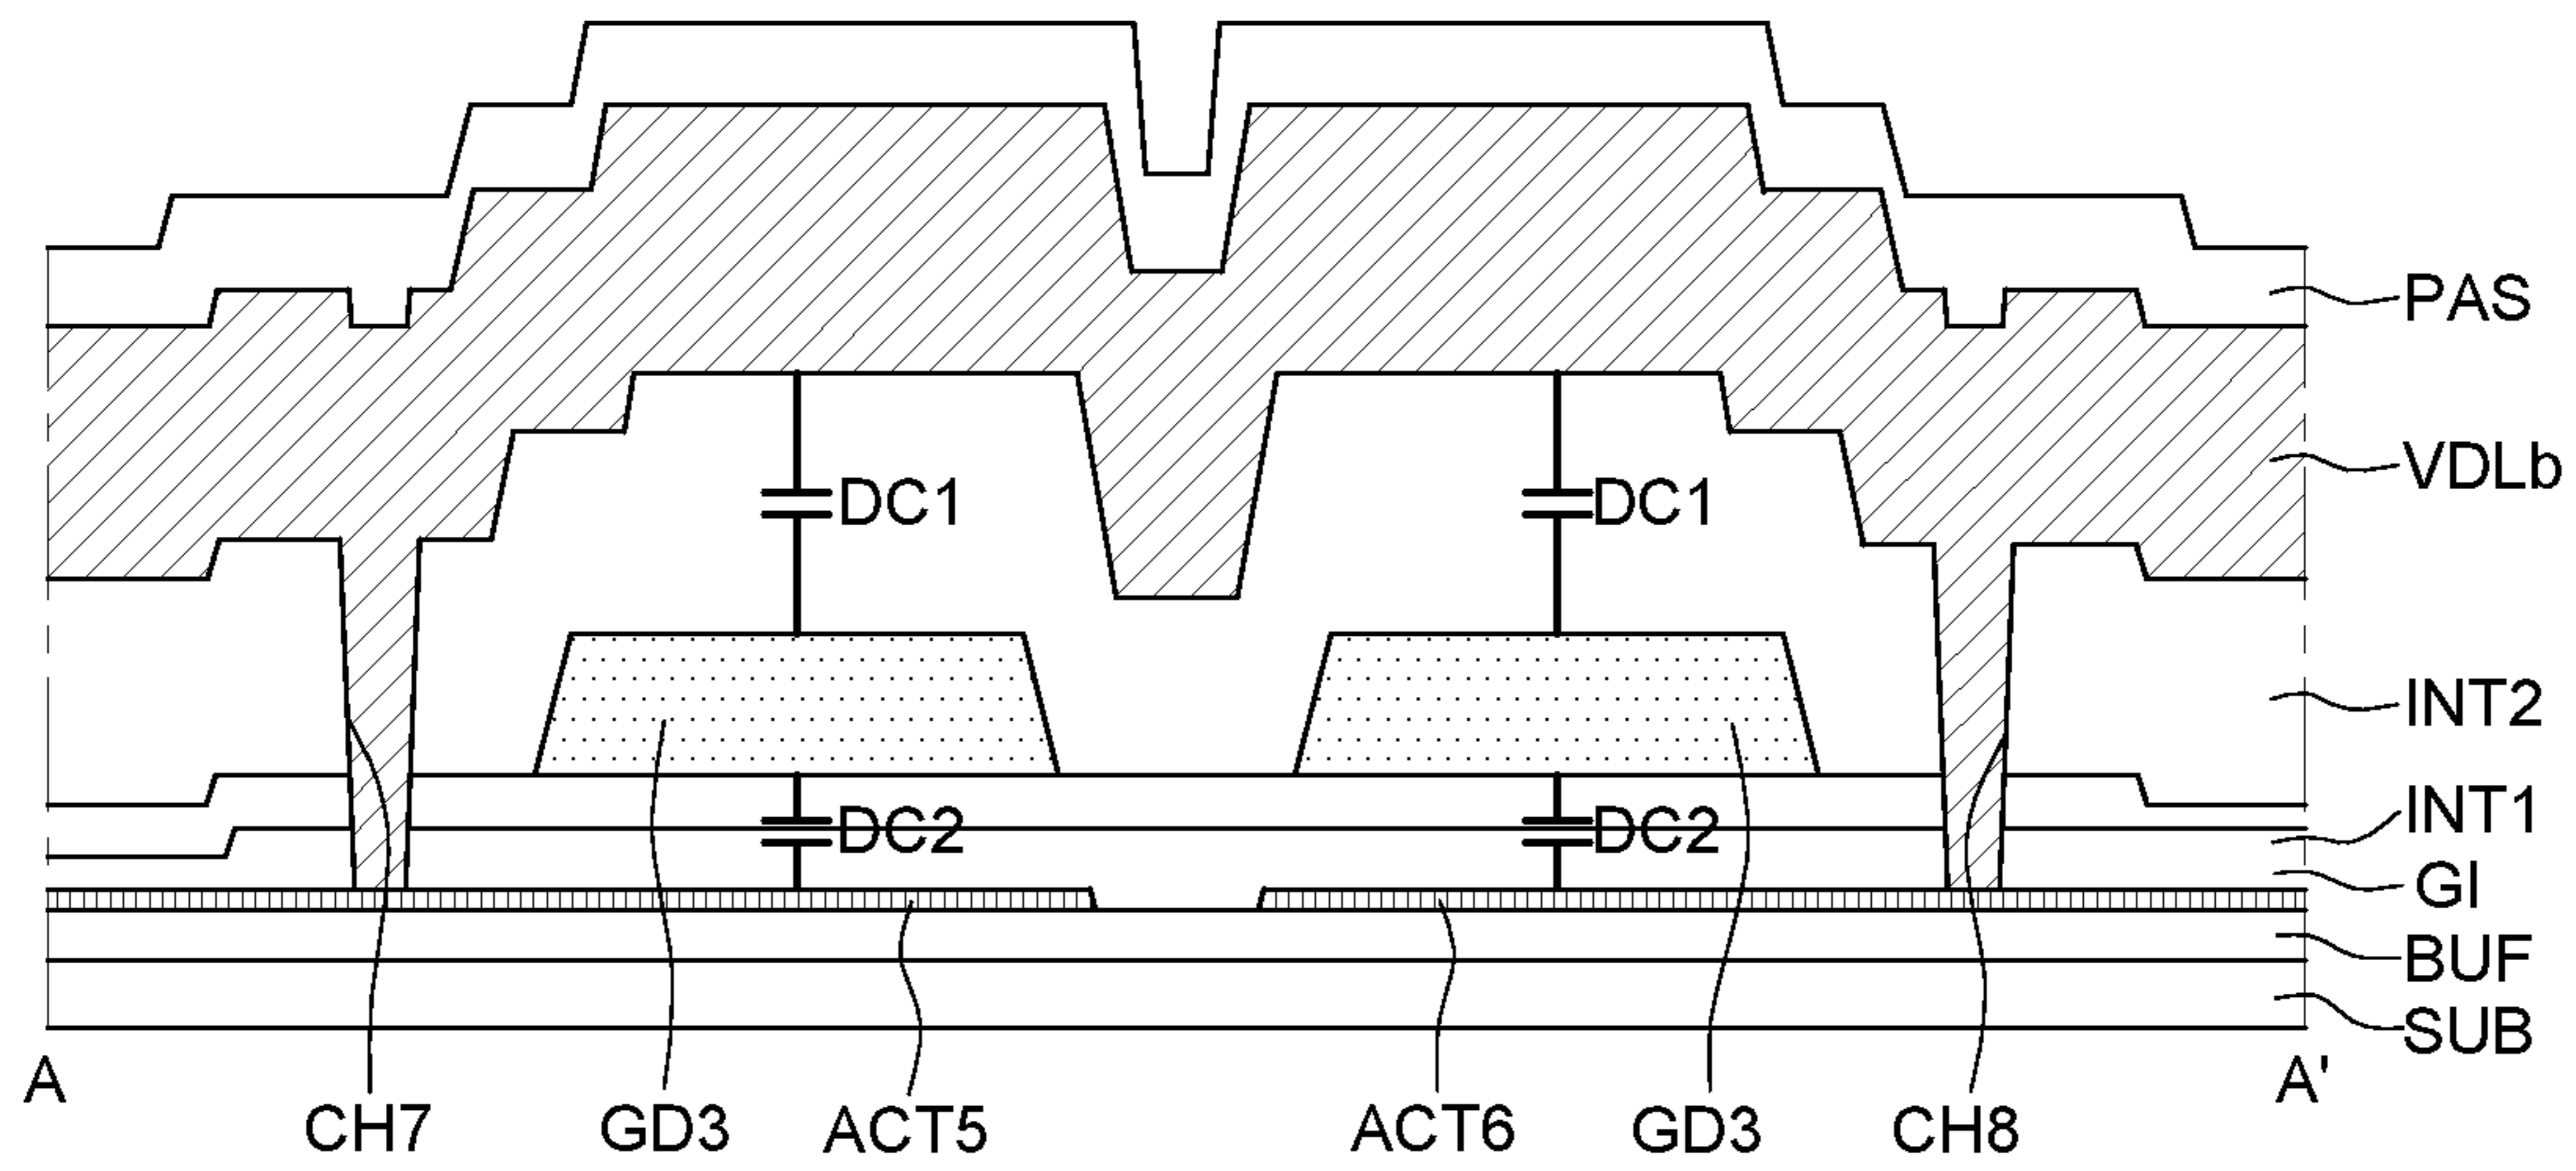 PAS
VDLb
DC1 DC1
INT2
INT1
DC2 DC2
GI
BUF
SUB
A A'
CH7 GD3 ACT5 ACT6 GD3 CH8